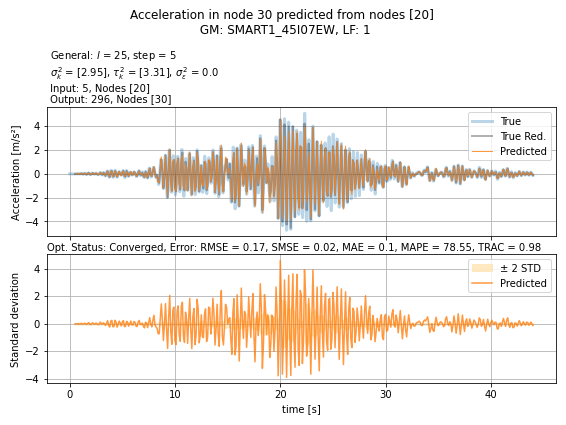 Acceleration in node 30 predicted from nodes [20]
GM: SMART1_45I07EW, LF: 1
General: l = 25, step = 5
σ²ₖ = [2.95], τ²ₖ = [3.31], σ²ε = 0.0
Input: 5, Nodes [20]
Output: 296, Nodes [30]
Acceleration [m/s²]
4
2
0
−2
−4
True
True Red.
Predicted
Opt. Status: Converged, Error: RMSE = 0.17, SMSE = 0.02, MAE = 0.1, MAPE = 78.55, TRAC = 0.98
Standard deviation
4
2
0
−2
−4
± 2 STD
Predicted
0 10 20 30 40
time [s]